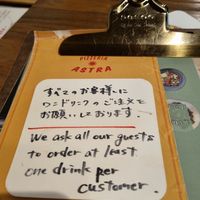 PIZZERIA
ASTRA
すべてのお客様に
ワンドリンクのご注文を
お願いしております.
We ask all our guests
to order at least
one drink per
customer.